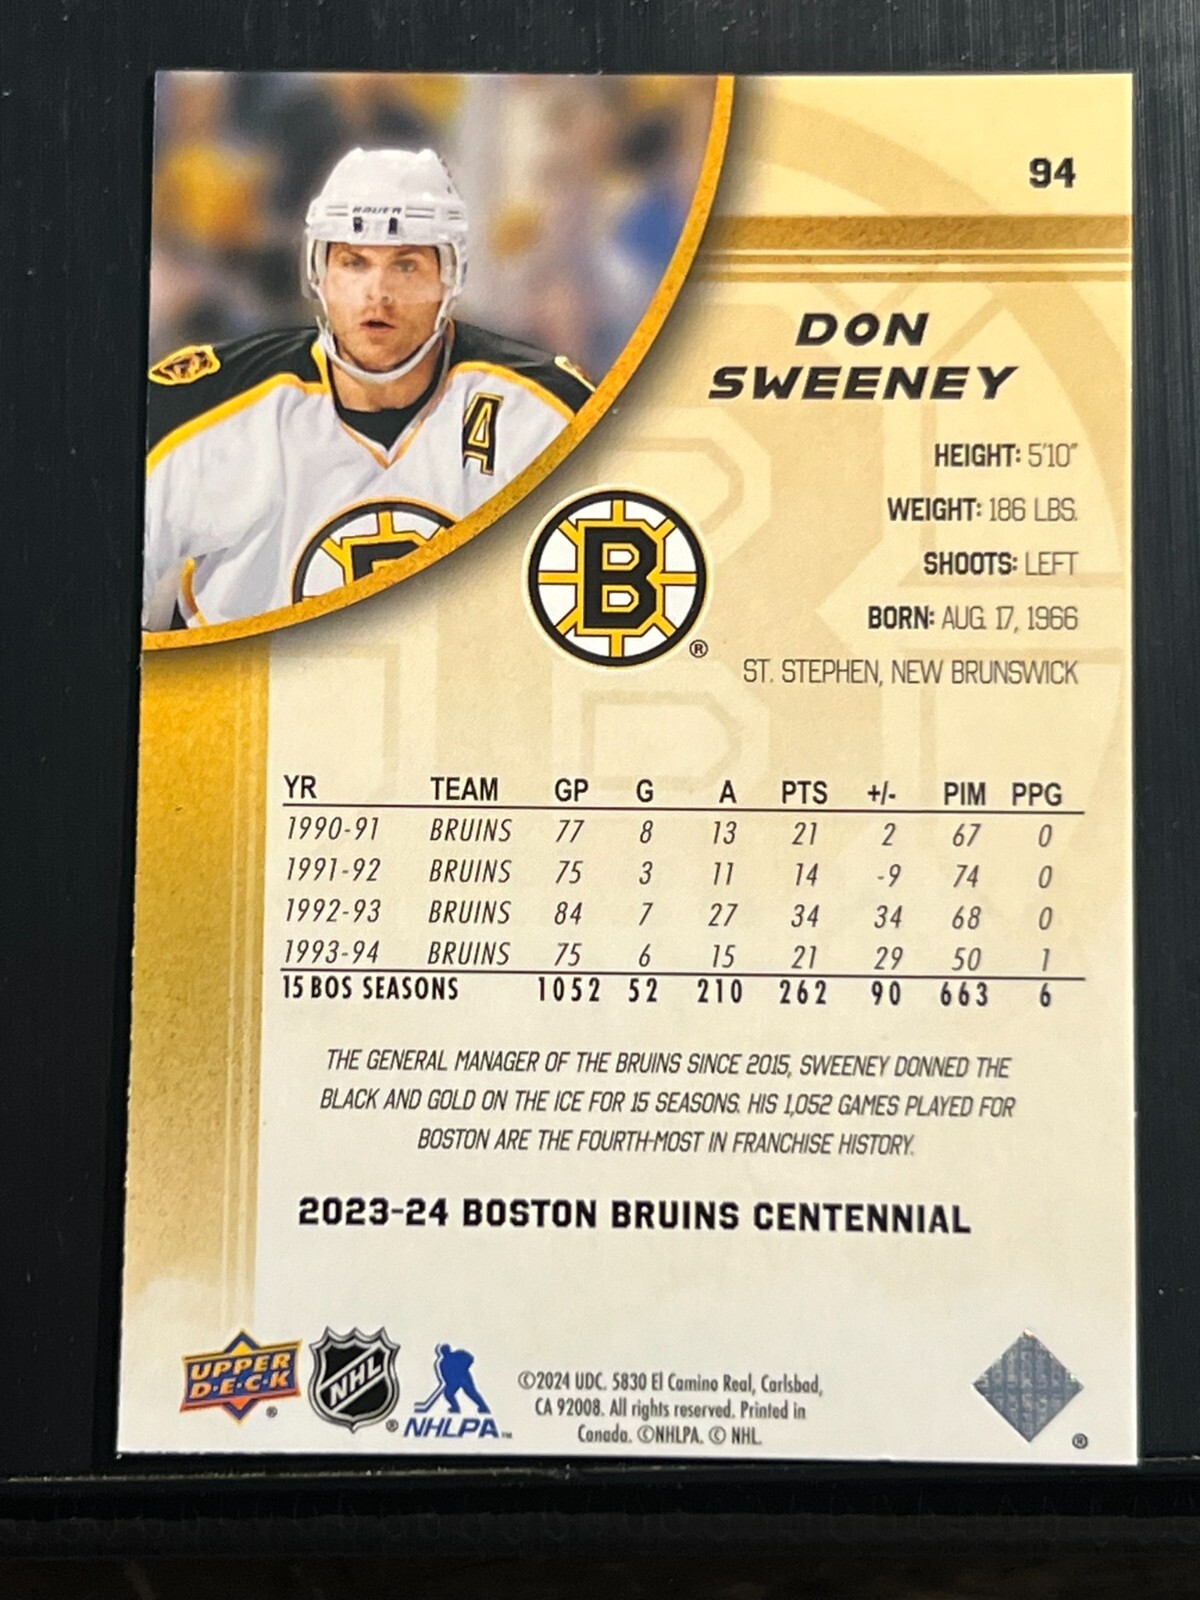 94
BAUER
A
DON
SWEENEY
HEIGHT: 5'10"
WEIGHT: 186 LBS.
SHOOTS: LEFT
BORN: AUG. 17, 1966
ST. STEPHEN, NEW BRUNSWICK
B
®
YR TEAM GP G A PTS +/- PIM PPG
1990-91 BRUINS 77 8 13 21 2 67 0
1991-92 BRUINS 75 3 11 14 -9 74 0
1992-93 BRUINS 84 7 27 34 34 68 0
1993-94 BRUINS 75 6 15 21 29 50 1
15 BOS SEASONS 1052 52 210 262 90 663 6
THE GENERAL MANAGER OF THE BRUINS SINCE 2015, SWEENEY DONNED THE
BLACK AND GOLD ON THE ICE FOR 15 SEASONS. HIS 1,052 GAMES PLAYED FOR
BOSTON ARE THE FOURTH-MOST IN FRANCHISE HISTORY.
2023-24 BOSTON BRUINS CENTENNIAL
UPPER
D·E·C·K
®
NHL
®
NHLPA™
©2024 UDC. 5830 El Camino Real, Carlsbad,
CA 92008. All rights reserved. Printed in
Canada. ©NHLPA. © NHL.
®